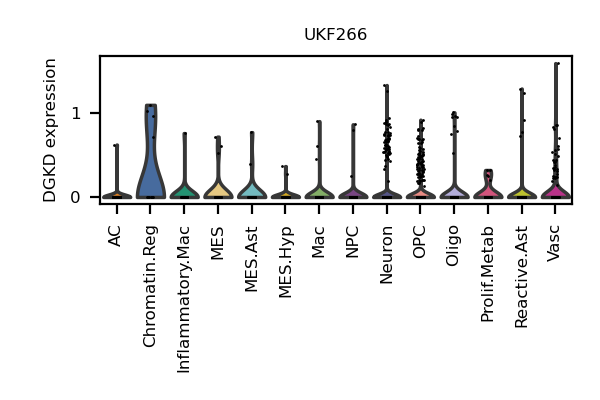 UKF266
DGKD expression
1
0
AC
Chromatin.Reg
Inflammatory.Mac
MES
MES.Ast
MES.Hyp
Mac
NPC
Neuron
OPC
Oligo
Prolif.Metab
Reactive.Ast
Vasc